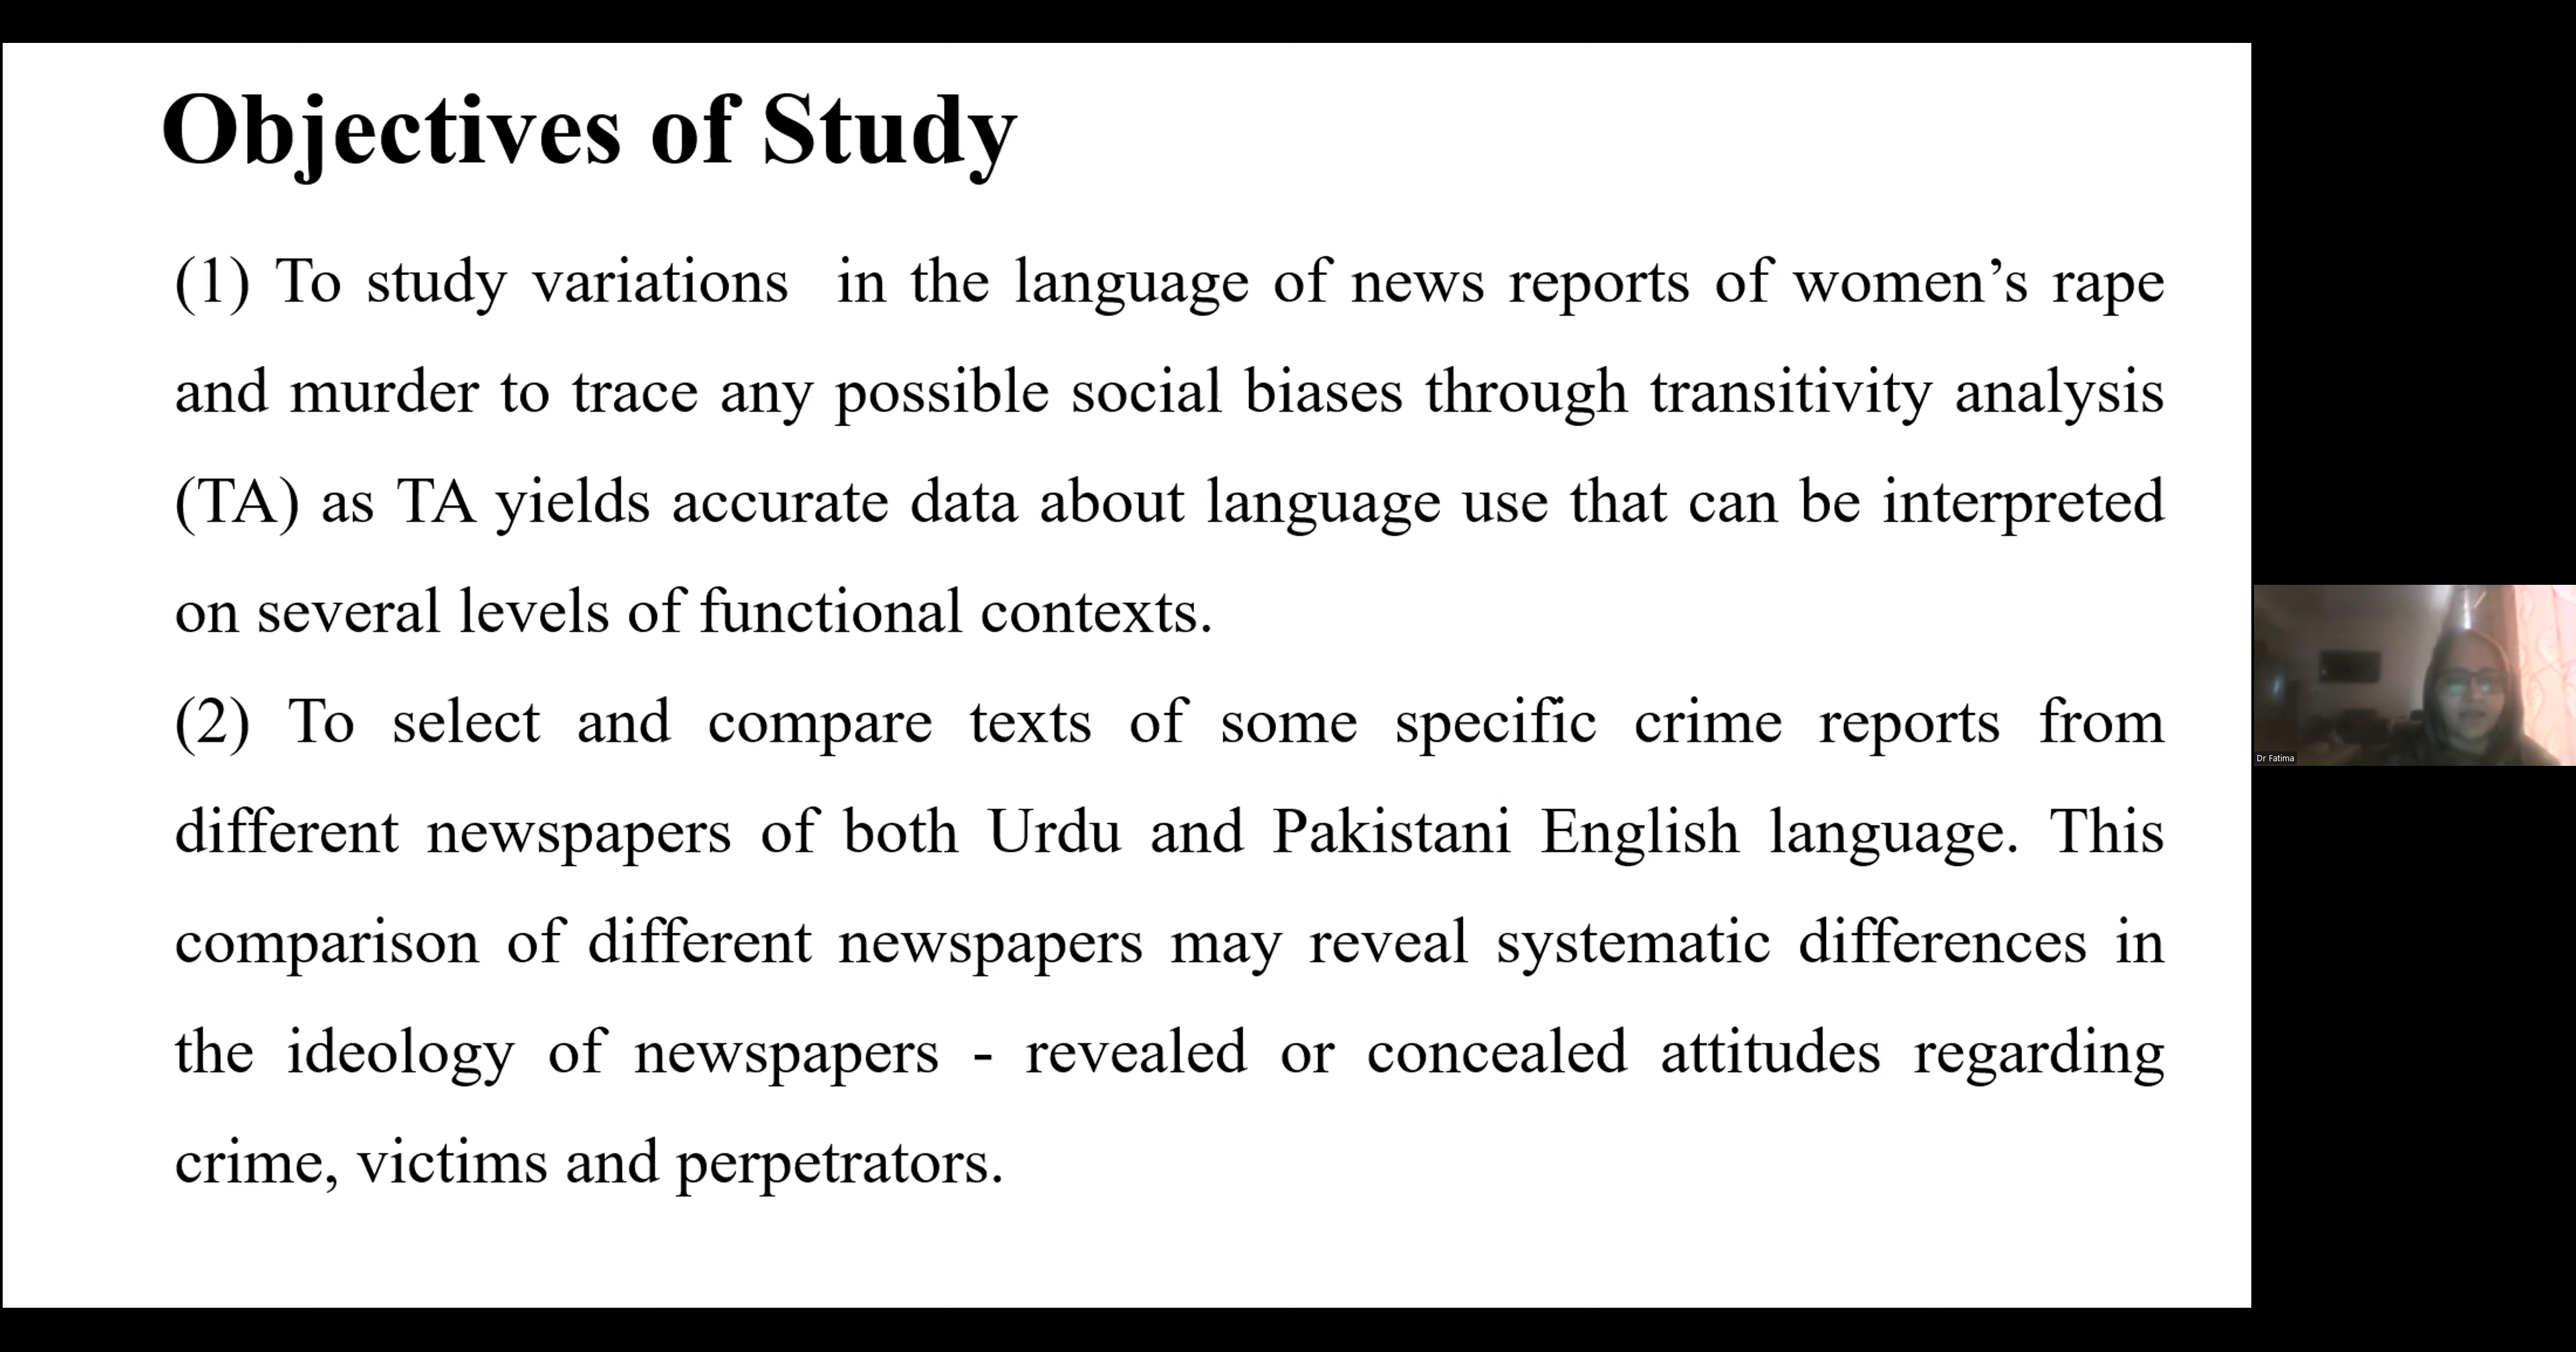 Objectives of Study
(1) To study variations in the language of news reports of women’s rape
and murder to trace any possible social biases through transitivity analysis
(TA) as TA yields accurate data about language use that can be interpreted
on several levels of functional contexts.
(2) To select and compare texts of some specific crime reports from
different newspapers of both Urdu and Pakistani English language. This
comparison of different newspapers may reveal systematic differences in
the ideology of newspapers - revealed or concealed attitudes regarding
crime, victims and perpetrators.
Dr Fatima